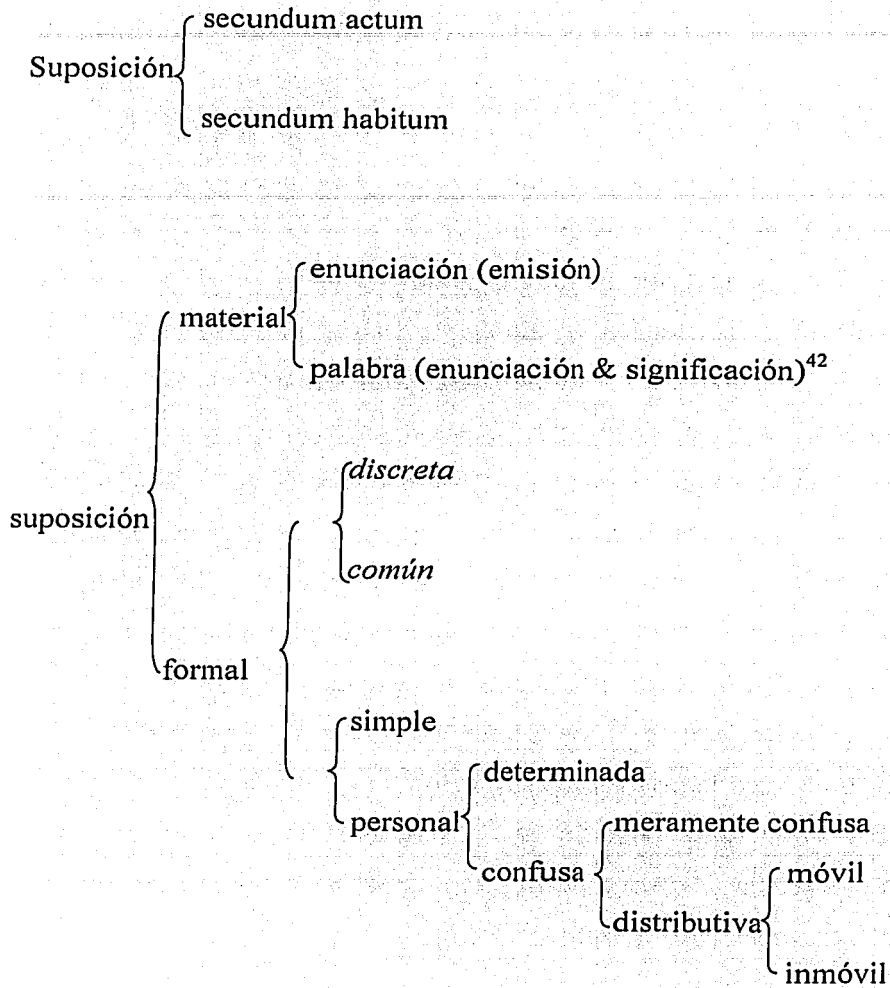 secundum actum
Suposición
secundum habitum
enunciación (emisión)
material
palabra (enunciación & significación)⁴²
discreta
suposición
común
formal
simple
determinada
personal
meramente confusa
confusa
móvil
distributiva
inmóvil